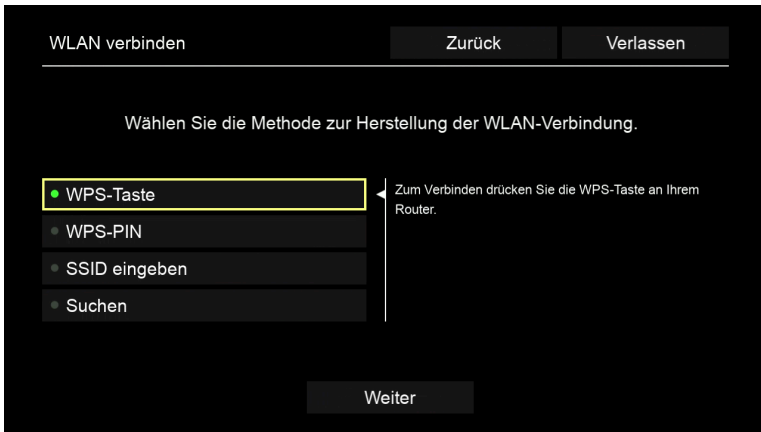 WLAN verbinden
Zurück
Verlassen
Wählen Sie die Methode zur Herstellung der WLAN-Verbindung.
WPS-Taste
WPS-PIN
SSID eingeben
Suchen
Zum Verbinden drücken Sie die WPS-Taste an Ihrem
Router.
Weiter